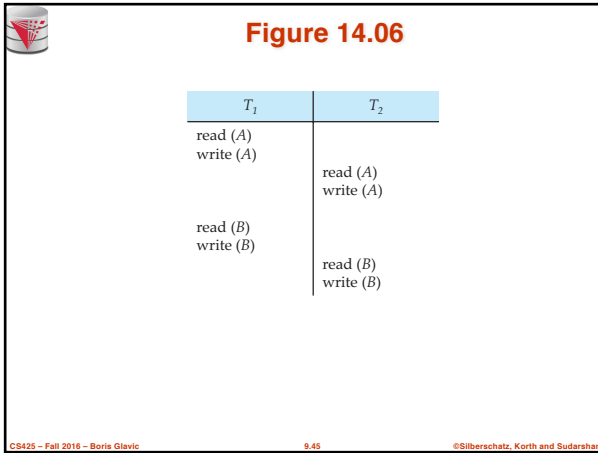 Figure 14.06
T1 T2
read (A)
write (A)
read (A)
write (A)
read (B)
write (B)
read (B)
write (B)
CS425 – Fall 2016 – Boris Glavic 9.45 ©Silberschatz, Korth and Sudarshan